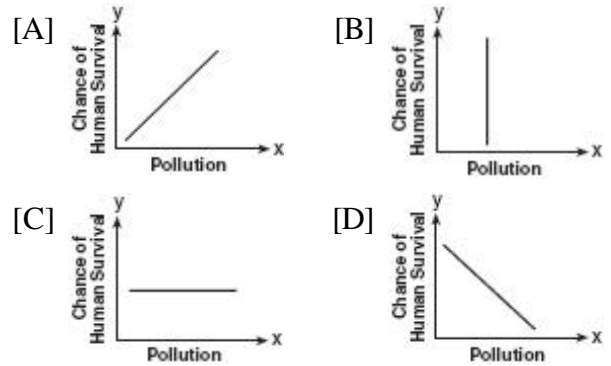 [A]
y
Chance of
Human Survival
x
Pollution
[B]
y
Chance of
Human Survival
x
Pollution
[C]
y
Chance of
Human Survival
x
Pollution
[D]
y
Chance of
Human Survival
x
Pollution